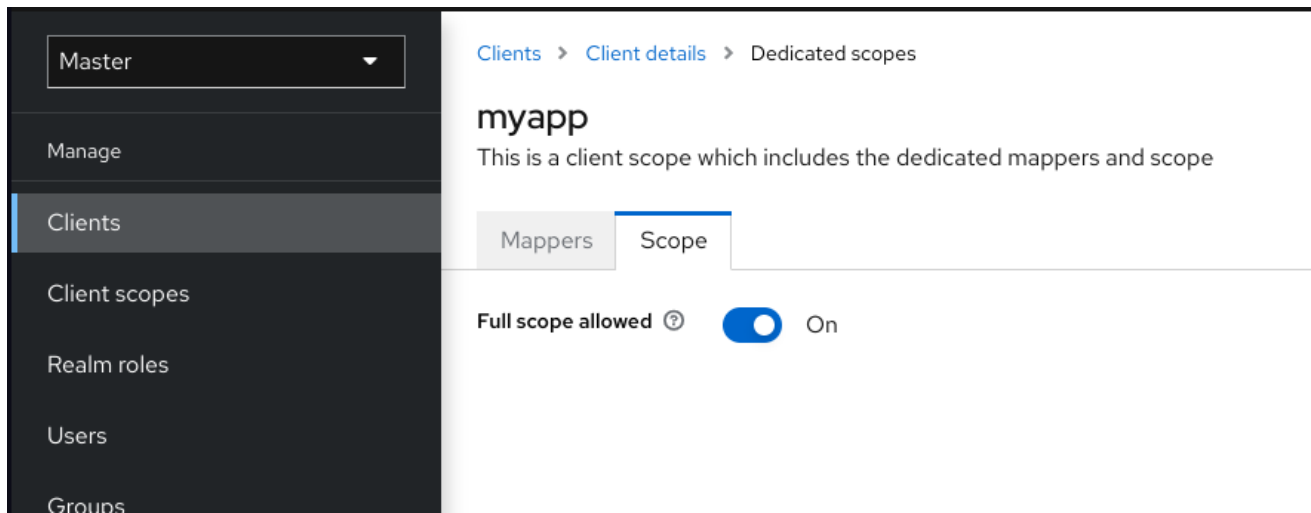 Master
Manage
Clients
Client scopes
Realm roles
Users
Groups
Clients > Client details > Dedicated scopes
myapp
This is a client scope which includes the dedicated mappers and scope
Mappers Scope
Full scope allowed ? On